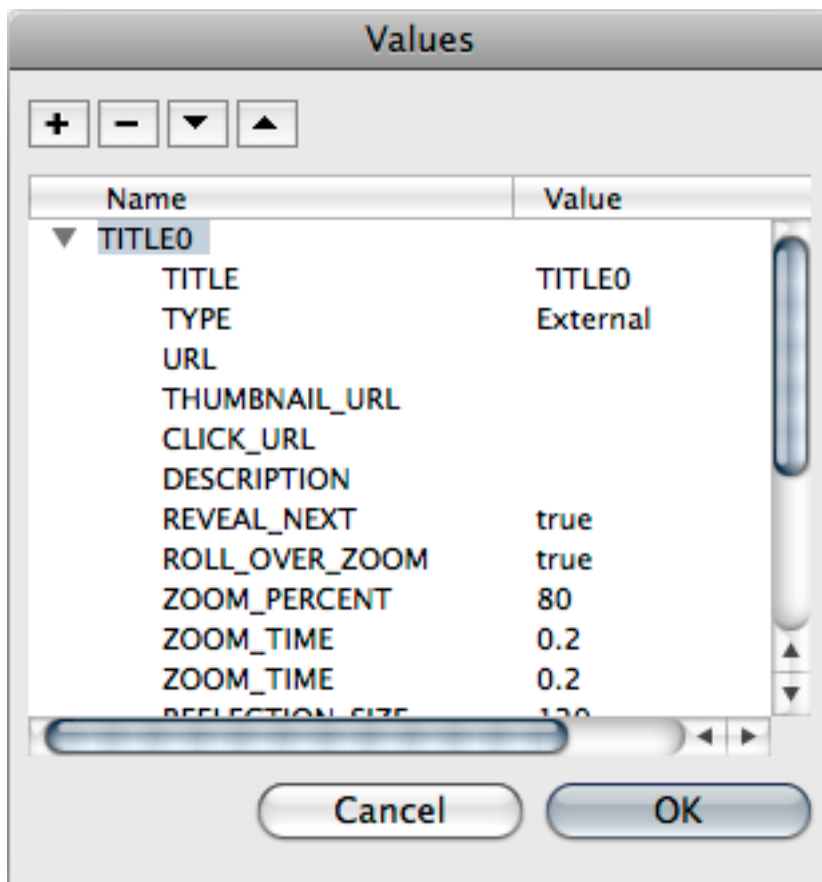 Values
+ -
Name Value
TITLE0
TITLE TITLE0
TYPE External
URL
THUMBNAIL_URL
CLICK_URL
DESCRIPTION
REVEAL_NEXT true
ROLL_OVER_ZOOM true
ZOOM_PERCENT 80
ZOOM_TIME 0.2
ZOOM_TIME 0.2
REFLECTION_SIZE
Cancel OK